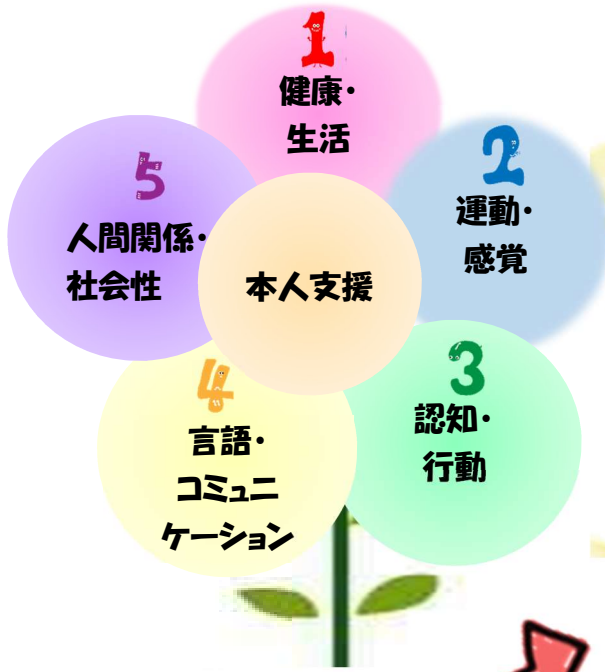 1
健康・
生活
2
運動・
感覚
3
認知・
行動
4
言語・
コミュニ
ケーション
5
人間関係・
社会性
本人支援